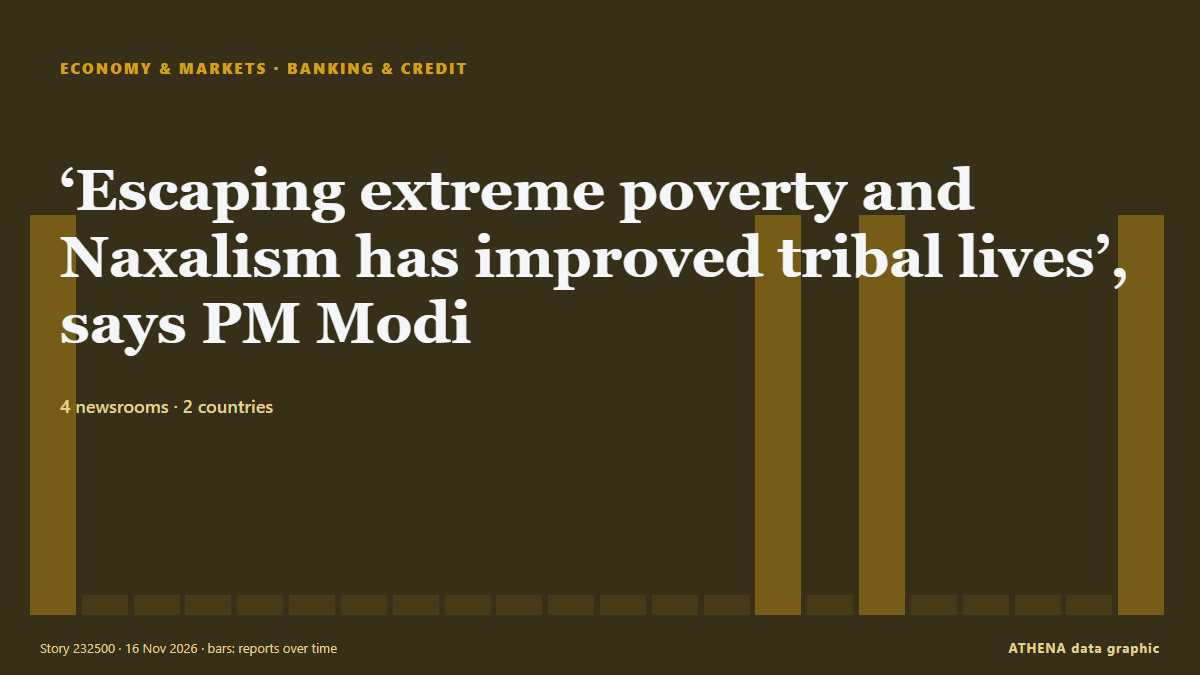 ECONOMY & MARKETS · BANKING & CREDIT
‘Escaping extreme poverty and
Naxalism has improved tribal lives’,
says PM Modi
4 newsrooms · 2 countries
Story 232500 · 16 Nov 2026 · bars: reports over time
ATHENA data graphic